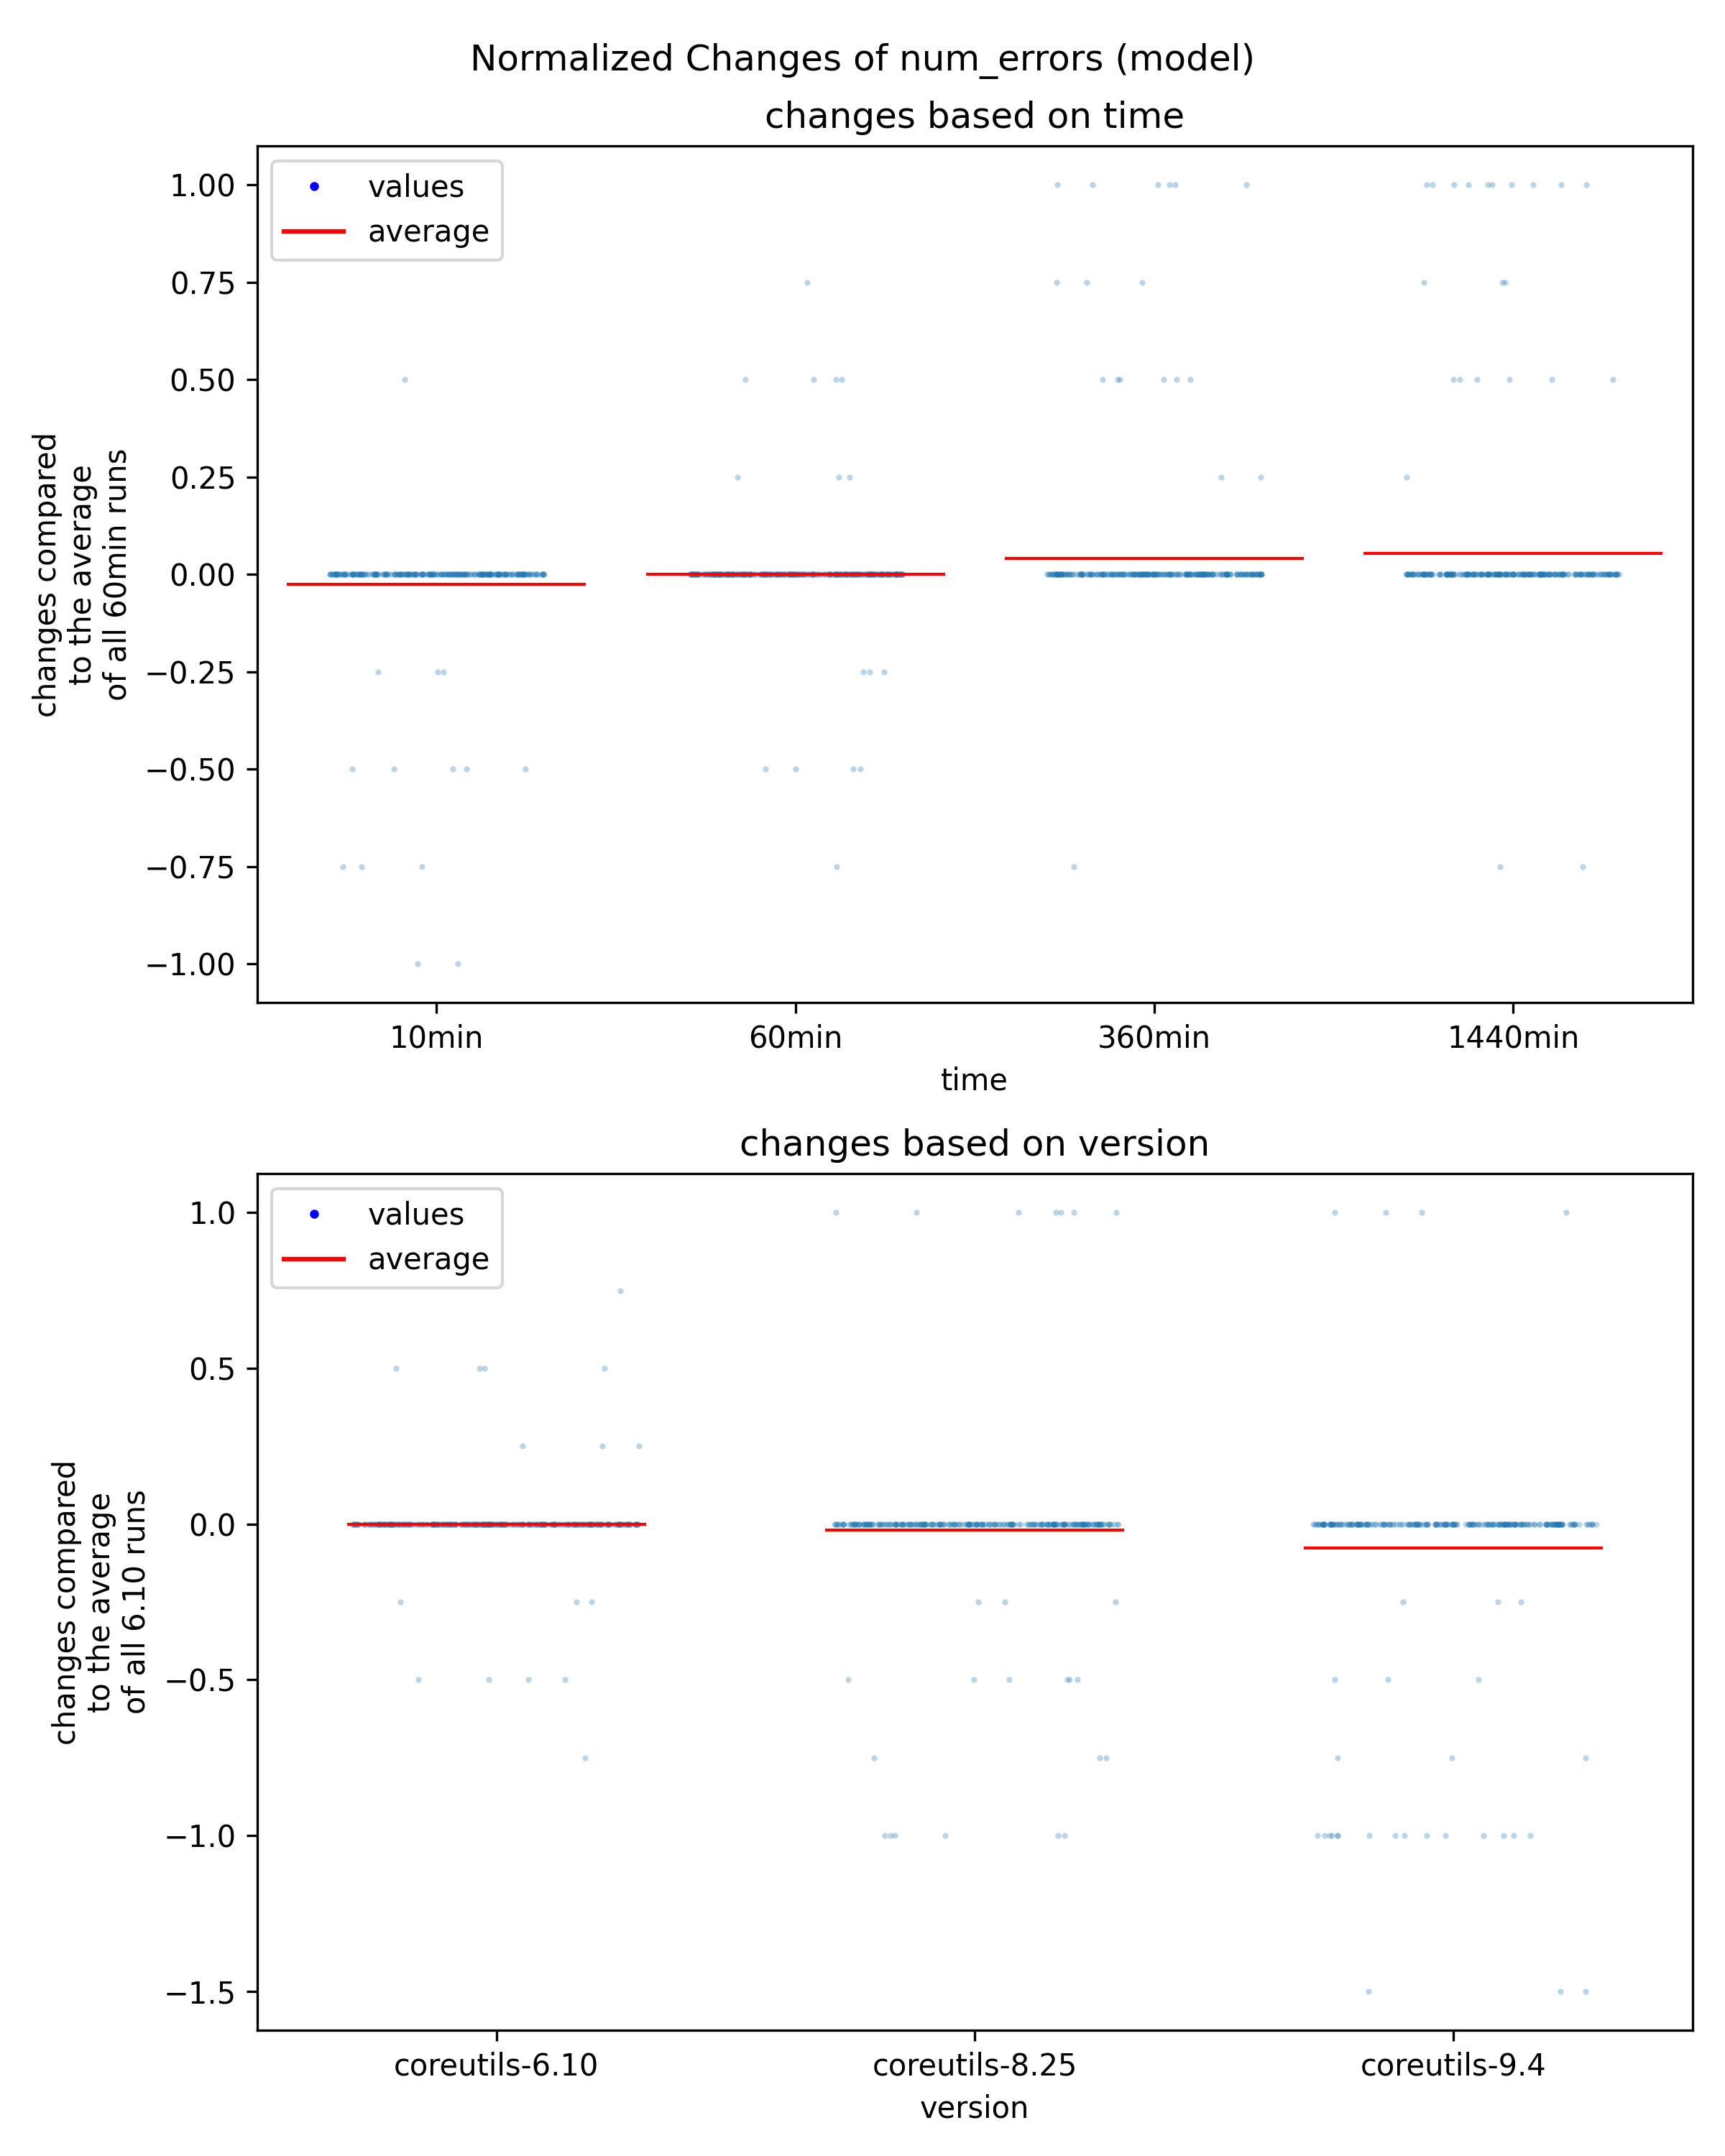 Normalized Changes of num_errors (model)
changes based on time
values
average
1.00
0.75
0.50
0.25
0.00
−0.25
−0.50
−0.75
−1.00
changes compared
to the average
of all 60min runs
10min
60min
360min
1440min
time
changes based on version
values
average
1.0
0.5
0.0
−0.5
−1.0
−1.5
changes compared
to the average
of all 6.10 runs
coreutils-6.10
coreutils-8.25
coreutils-9.4
version